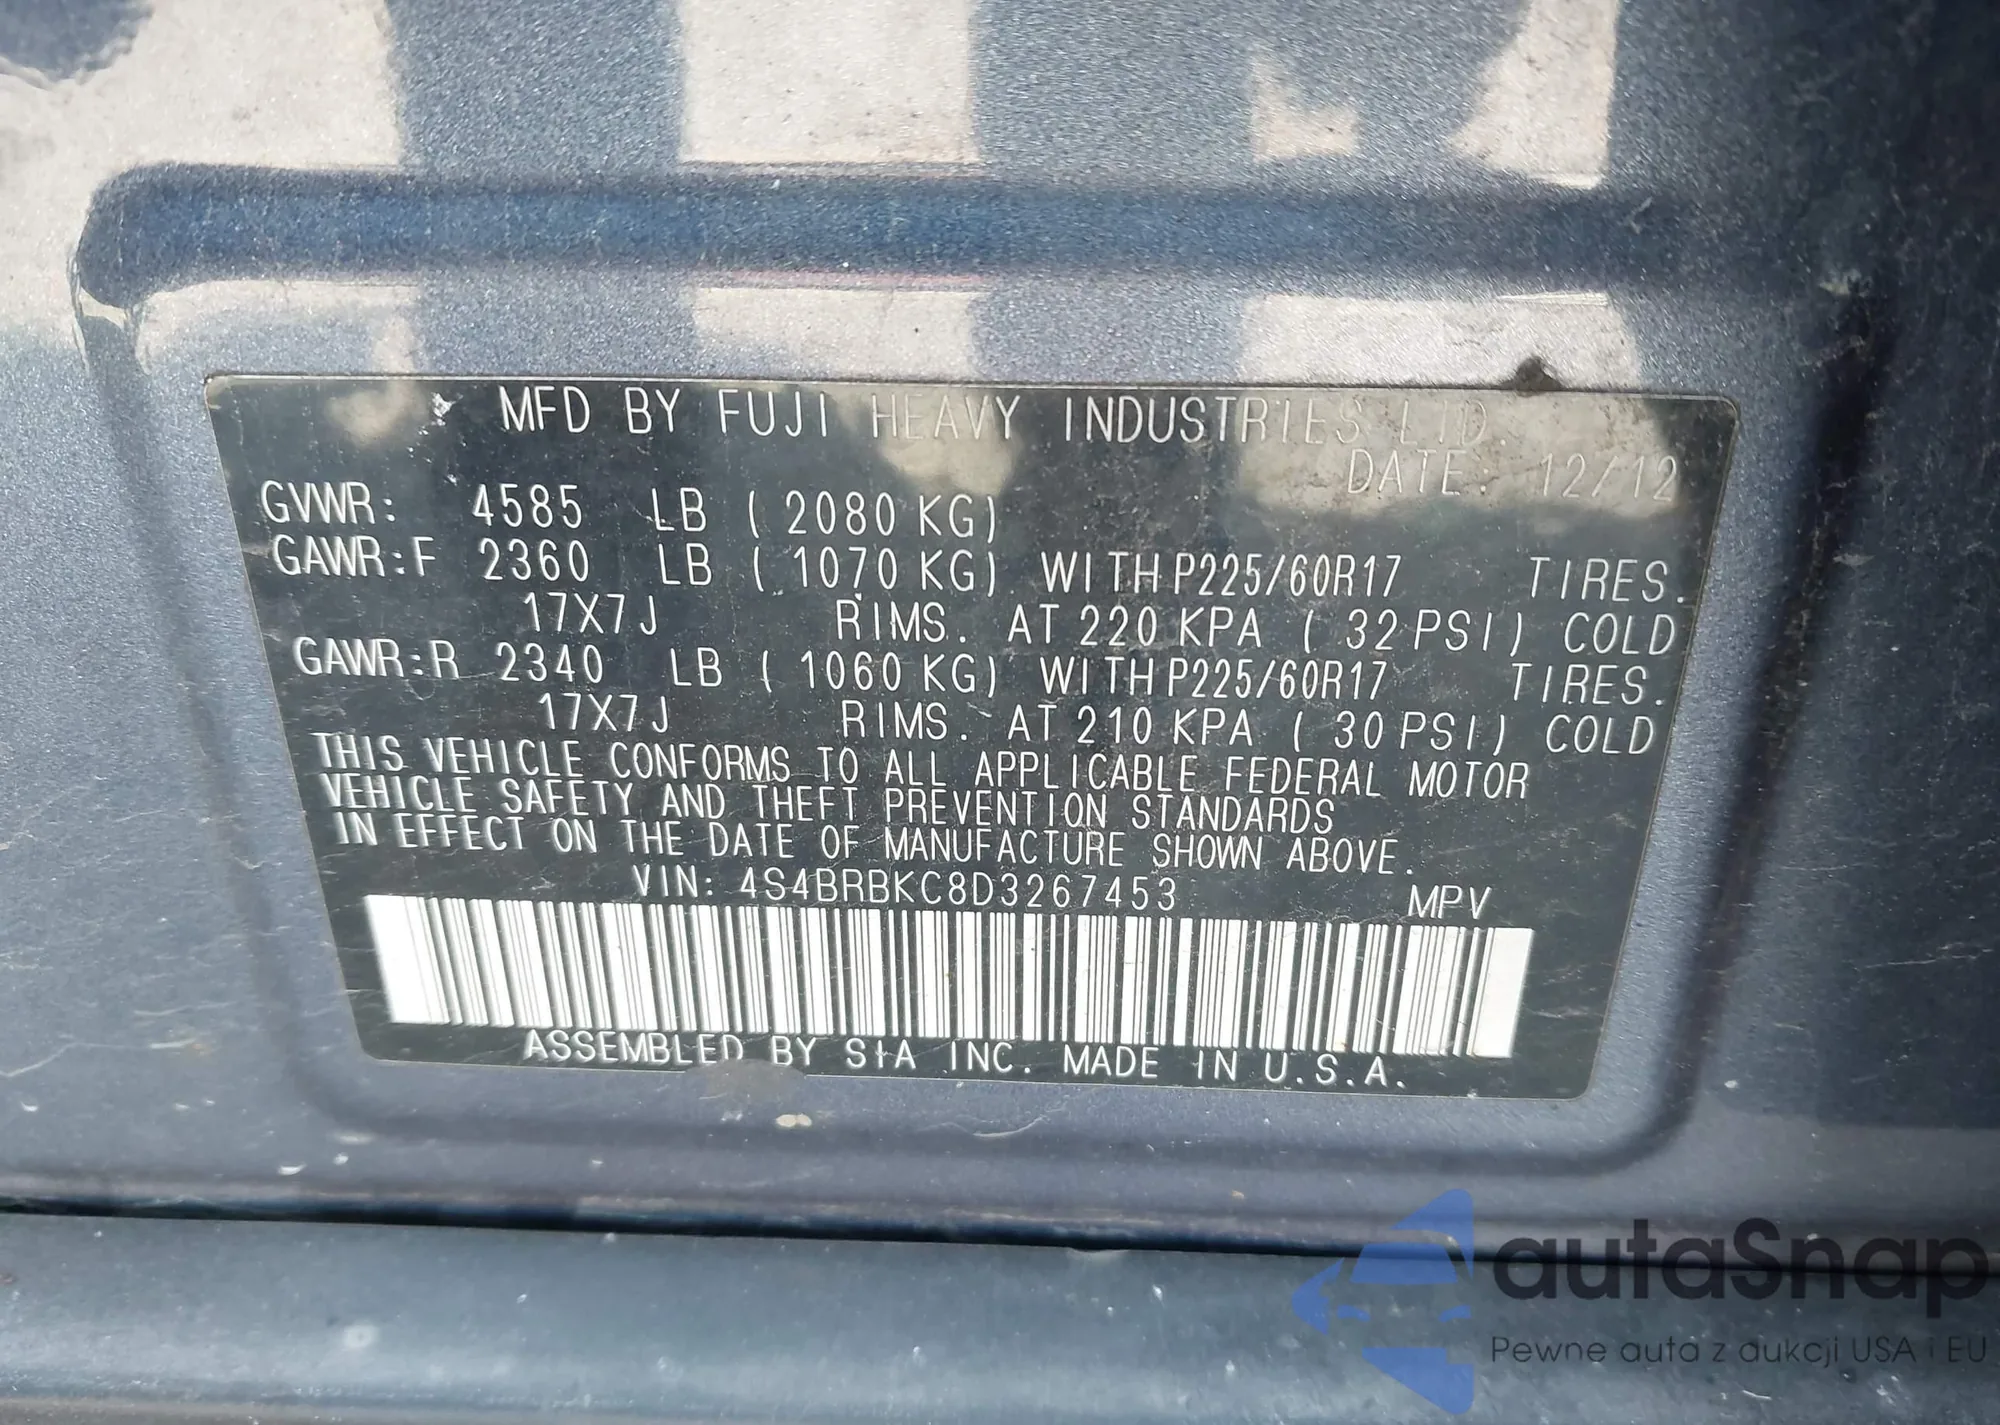 MFD BY FUJI HEAVY INDUSTRIES LTD.
DATE: 12/12
GVWR: 4585 LB ( 2080 KG)
GAWR:F 2360 LB ( 1070 KG) WITH P225/60R17 TIRES.
17X7J RIMS. AT 220 KPA ( 32 PSI) COLD
GAWR:R 2340 LB ( 1060 KG) WITH P225/60R17 TIRES.
17X7J RIMS. AT 210 KPA ( 30 PSI) COLD
THIS VEHICLE CONFORMS TO ALL APPLICABLE FEDERAL MOTOR
VEHICLE SAFETY AND THEFT PREVENTION STANDARDS
IN EFFECT ON THE DATE OF MANUFACTURE SHOWN ABOVE.
VIN: 4S4BRBKC8D3267453 MPV
ASSEMBLED BY SIA INC. MADE IN U.S.A.
autaSnap
Pewne auta z aukcji USA i EU